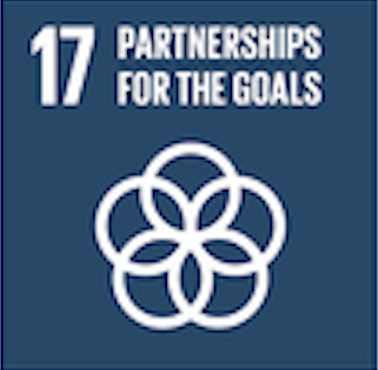 17 PARTNERSHIPS
FOR THE GOALS